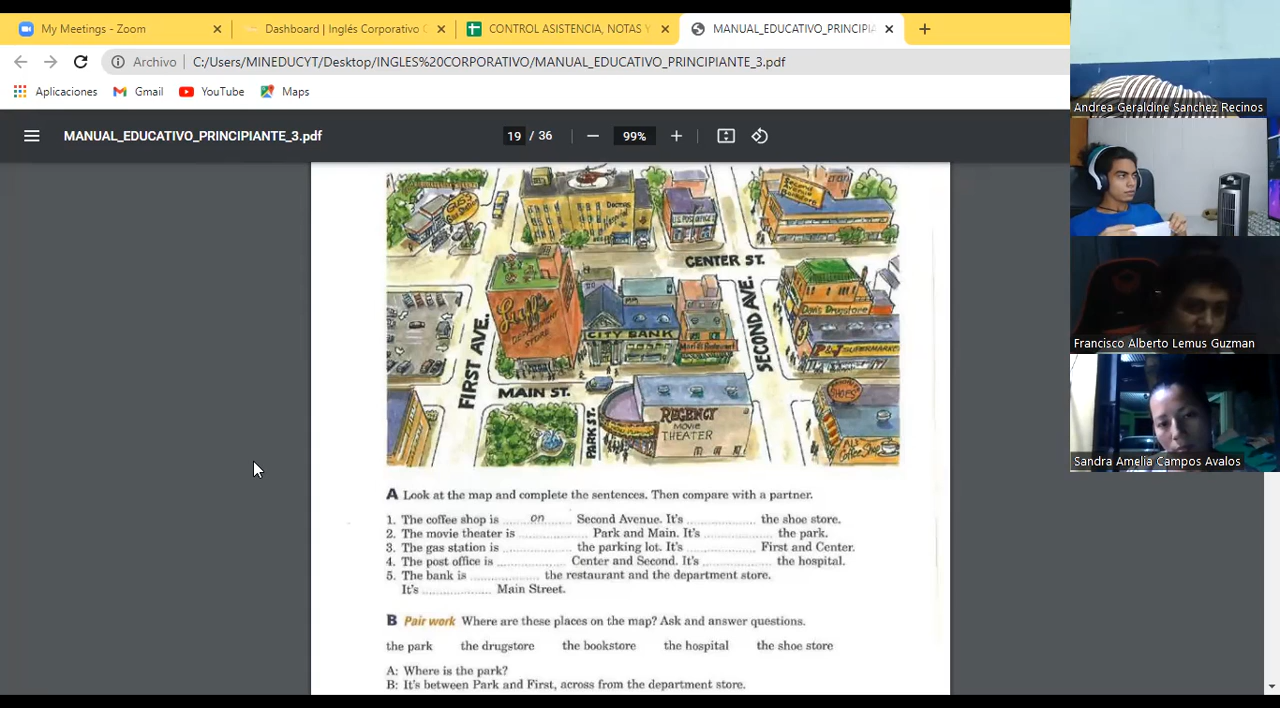 My Meetings - Zoom
Dashboard | Inglés Corporativo
CONTROL ASISTENCIA, NOTAS Y
MANUAL_EDUCATIVO_PRINCIPIA
Archivo
C:/Users/MINEDUCYT/Desktop/INGLES%20CORPORATIVO/MANUAL_EDUCATIVO_PRINCIPIANTE_3.pdf
Aplicaciones
Gmail
YouTube
Maps
MANUAL_EDUCATIVO_PRINCIPIANTE_3.pdf
19 / 36
99%
CENTER ST.
FIRST AVE.
DEPARTMENT
STORE
CITY BANK
SECOND AVE.
Dan's Drugstore
SUPERMARKET
MAIN ST.
PARK ST.
REGENCY
MOVIE
THEATER
SHOES
Coffee Shop
A Look at the map and complete the sentences. Then compare with a partner.
1. The coffee shop is on Second Avenue. It's the shoe store.
2. The movie theater is Park and Main. It's the park.
3. The gas station is the parking lot. It's First and Center.
4. The post office is Center and Second. It's the hospital.
5. The bank is the restaurant and the department store.
It's Main Street.
B Pair work Where are these places on the map? Ask and answer questions.
the park the drugstore the bookstore the hospital the shoe store
A: Where is the park?
B: It's between Park and First, across from the department store.
Andrea Geraldine Sanchez Recinos
Francisco Alberto Lemus Guzman
Sandra Amelia Campos Avalos